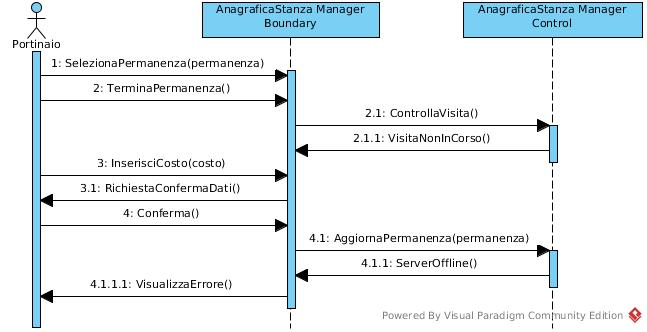 AnagraficaStanza Manager
Boundary
AnagraficaStanza Manager
Control
Portinaio
1: SelezionaPermanenza(permanenza)
2: TerminaPermanenza()
2.1: ControllaVisita()
2.1.1: VisitaNonInCorso()
3: InserisciCosto(costo)
3.1: RichiestaConfermaDati()
4: Conferma()
4.1: AggiornaPermanenza(permanenza)
4.1.1: ServerOffline()
4.1.1.1: VisualizzaErrore()
Powered By Visual Paradigm Community Edition